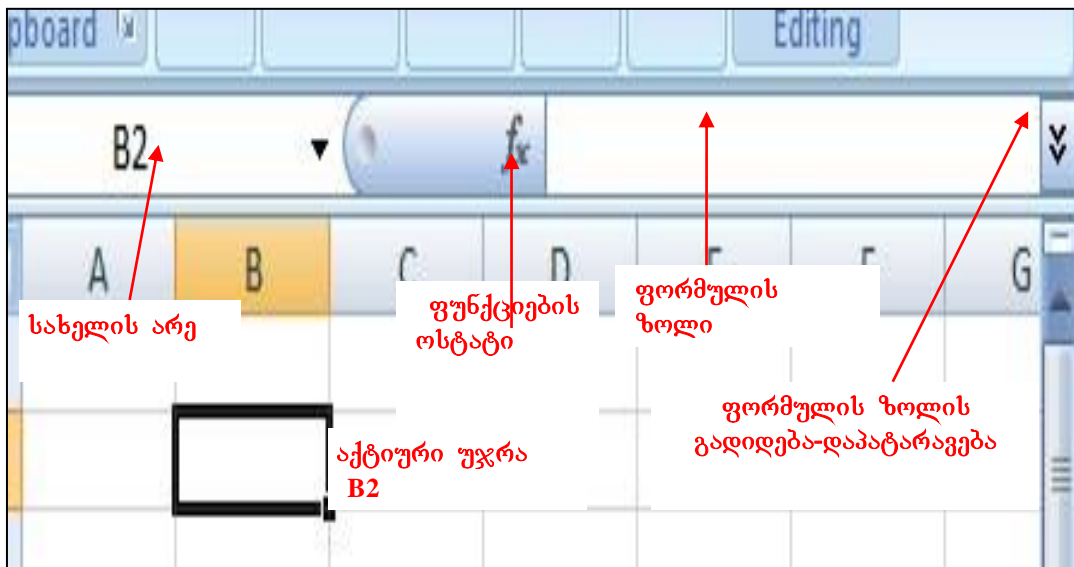 pboard
Editing
B2
fx
A B C D E F G
სახელის არე
ფუნქციების
ოსტატი
ფორმულის
ზოლი
ფორმულის ზოლის
გადიდება-დაპატარავება
აქტიური უჯრა
B2